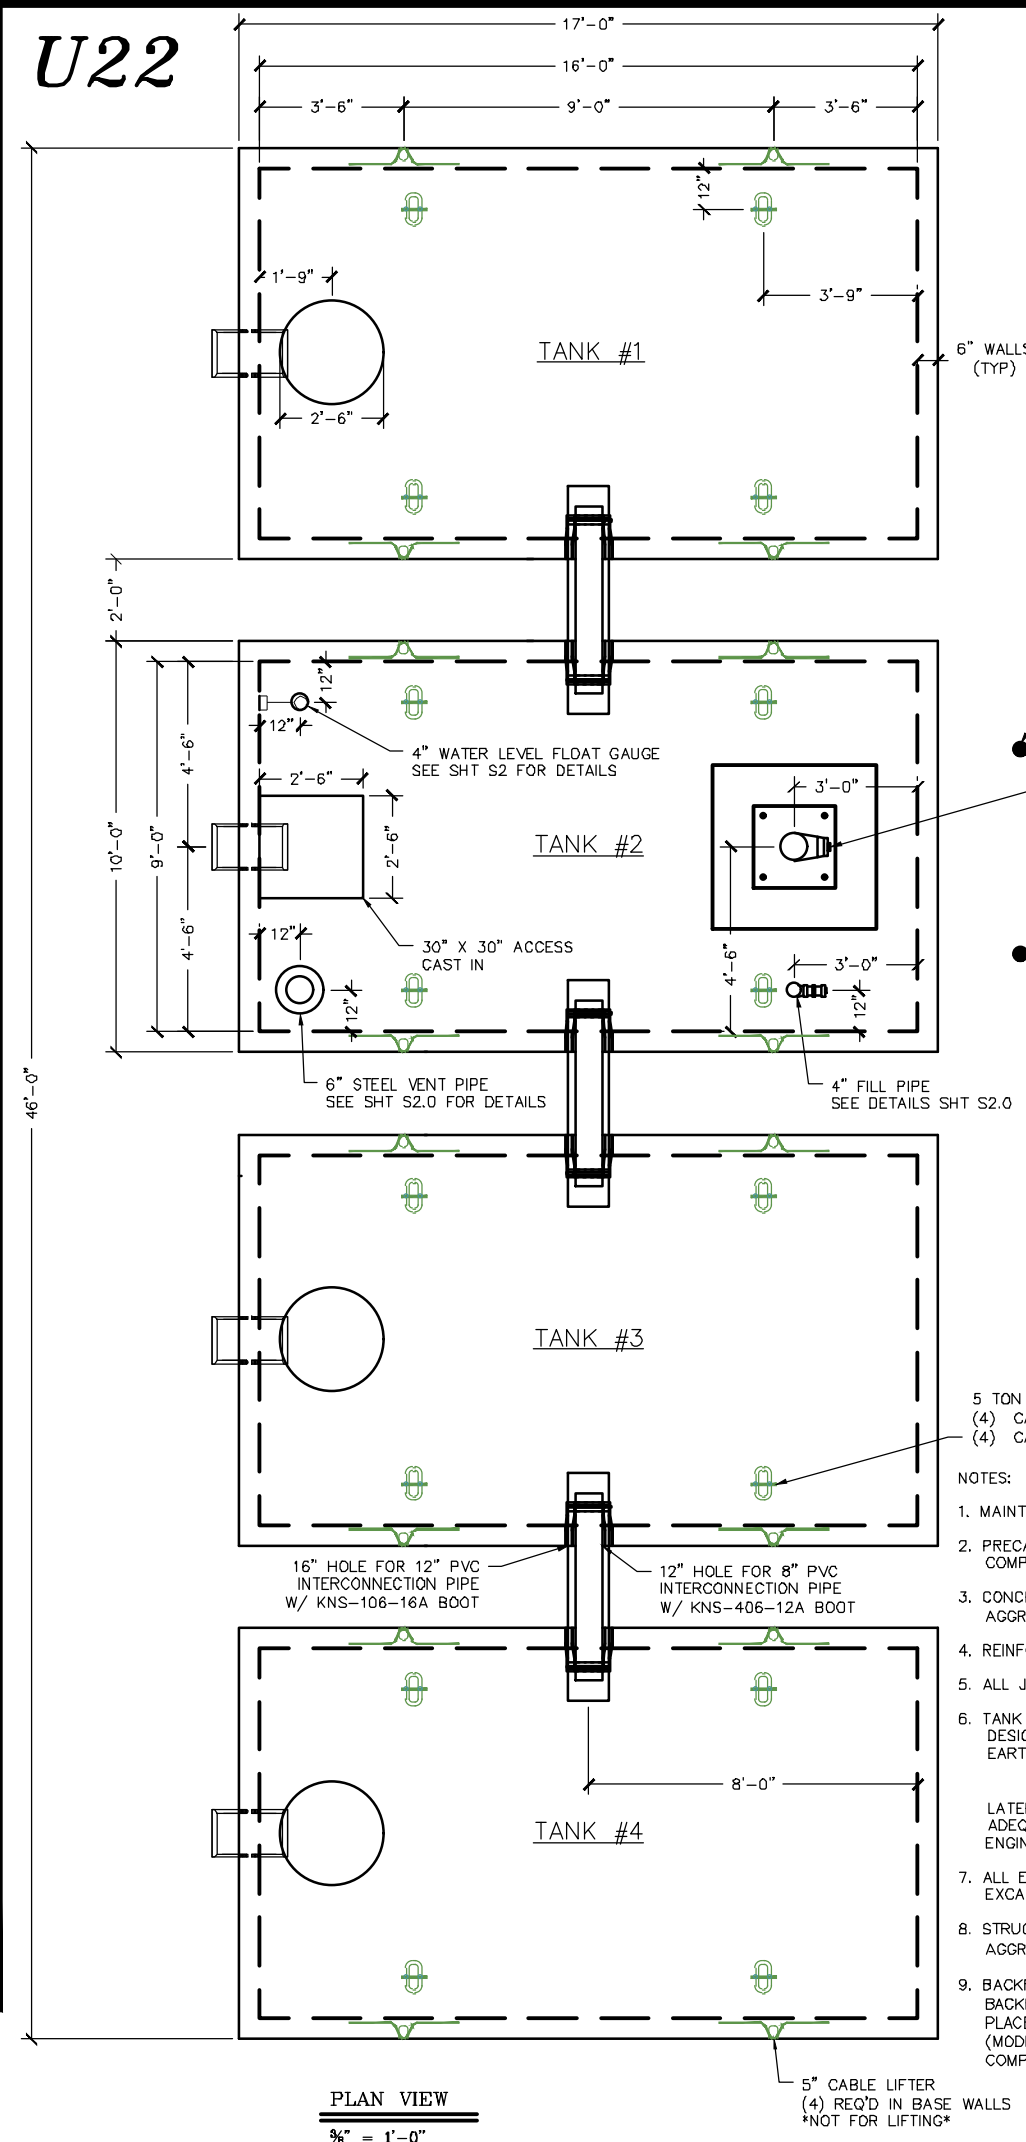 U22
17'-0"
16'-0"
3'-6"
9'-0"
3'-6"
12"
1'-9"
3'-9"
TANK #1
6" WALLS
(TYP)
2'-6"
2'-0"
12"
12"
4'-6"
4" WATER LEVEL FLOAT GAUGE
SEE SHT S2 FOR DETAILS
2'-6"
3'-0"
10'-0"
9'-0"
2'-6"
TANK #2
4'-6"
12"
30" X 30" ACCESS
CAST IN
4'-6"
3'-0"
12"
12"
46'-0"
6" STEEL VENT PIPE
SEE SHT S2.0 FOR DETAILS
4" FILL PIPE
SEE DETAILS SHT S2.0
TANK #3
5 TON
(4)
(4)
NOTES:
1.
2.
3.
4.
5. ALL
6. TANK
7. ALL
8.
9.
16" HOLE FOR 12" PVC
INTERCONNECTION PIPE
W/ KNS-106-16A BOOT
12" HOLE FOR 8" PVC
INTERCONNECTION PIPE
W/ KNS-406-12A BOOT
8'-0"
TANK #4
5" CABLE LIFTER
(4) REQ'D IN BASE WALLS
*NOT FOR LIFTING*
PLAN VIEW
⅜" = 1'-0"